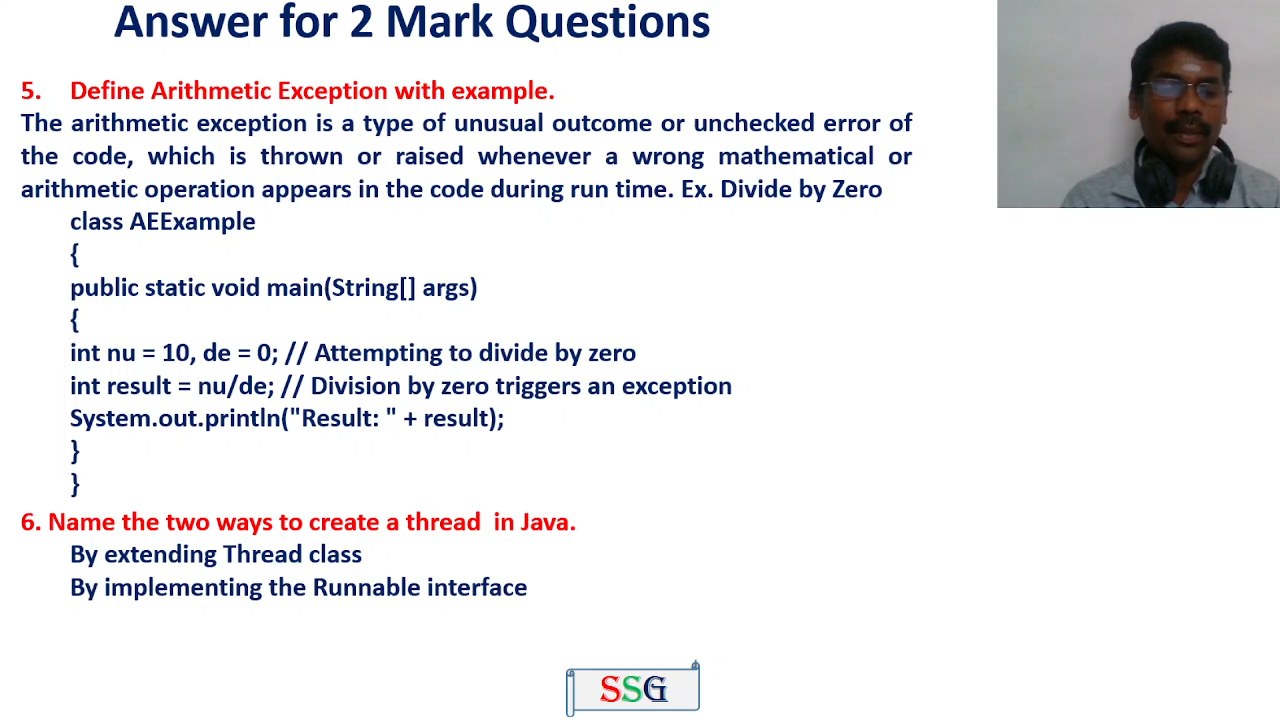 Answer for 2 Mark Questions
5. Define Arithmetic Exception with example.
The arithmetic exception is a type of unusual outcome or unchecked error of
the code, which is thrown or raised whenever a wrong mathematical or
arithmetic operation appears in the code during run time. Ex. Divide by Zero
class AEExample
{
public static void main(String[] args)
{
int nu = 10, de = 0; // Attempting to divide by zero
int result = nu/de; // Division by zero triggers an exception
System.out.println("Result: " + result);
}
}
6. Name the two ways to create a thread  in Java.
By extending Thread class
By implementing the Runnable interface
SSG